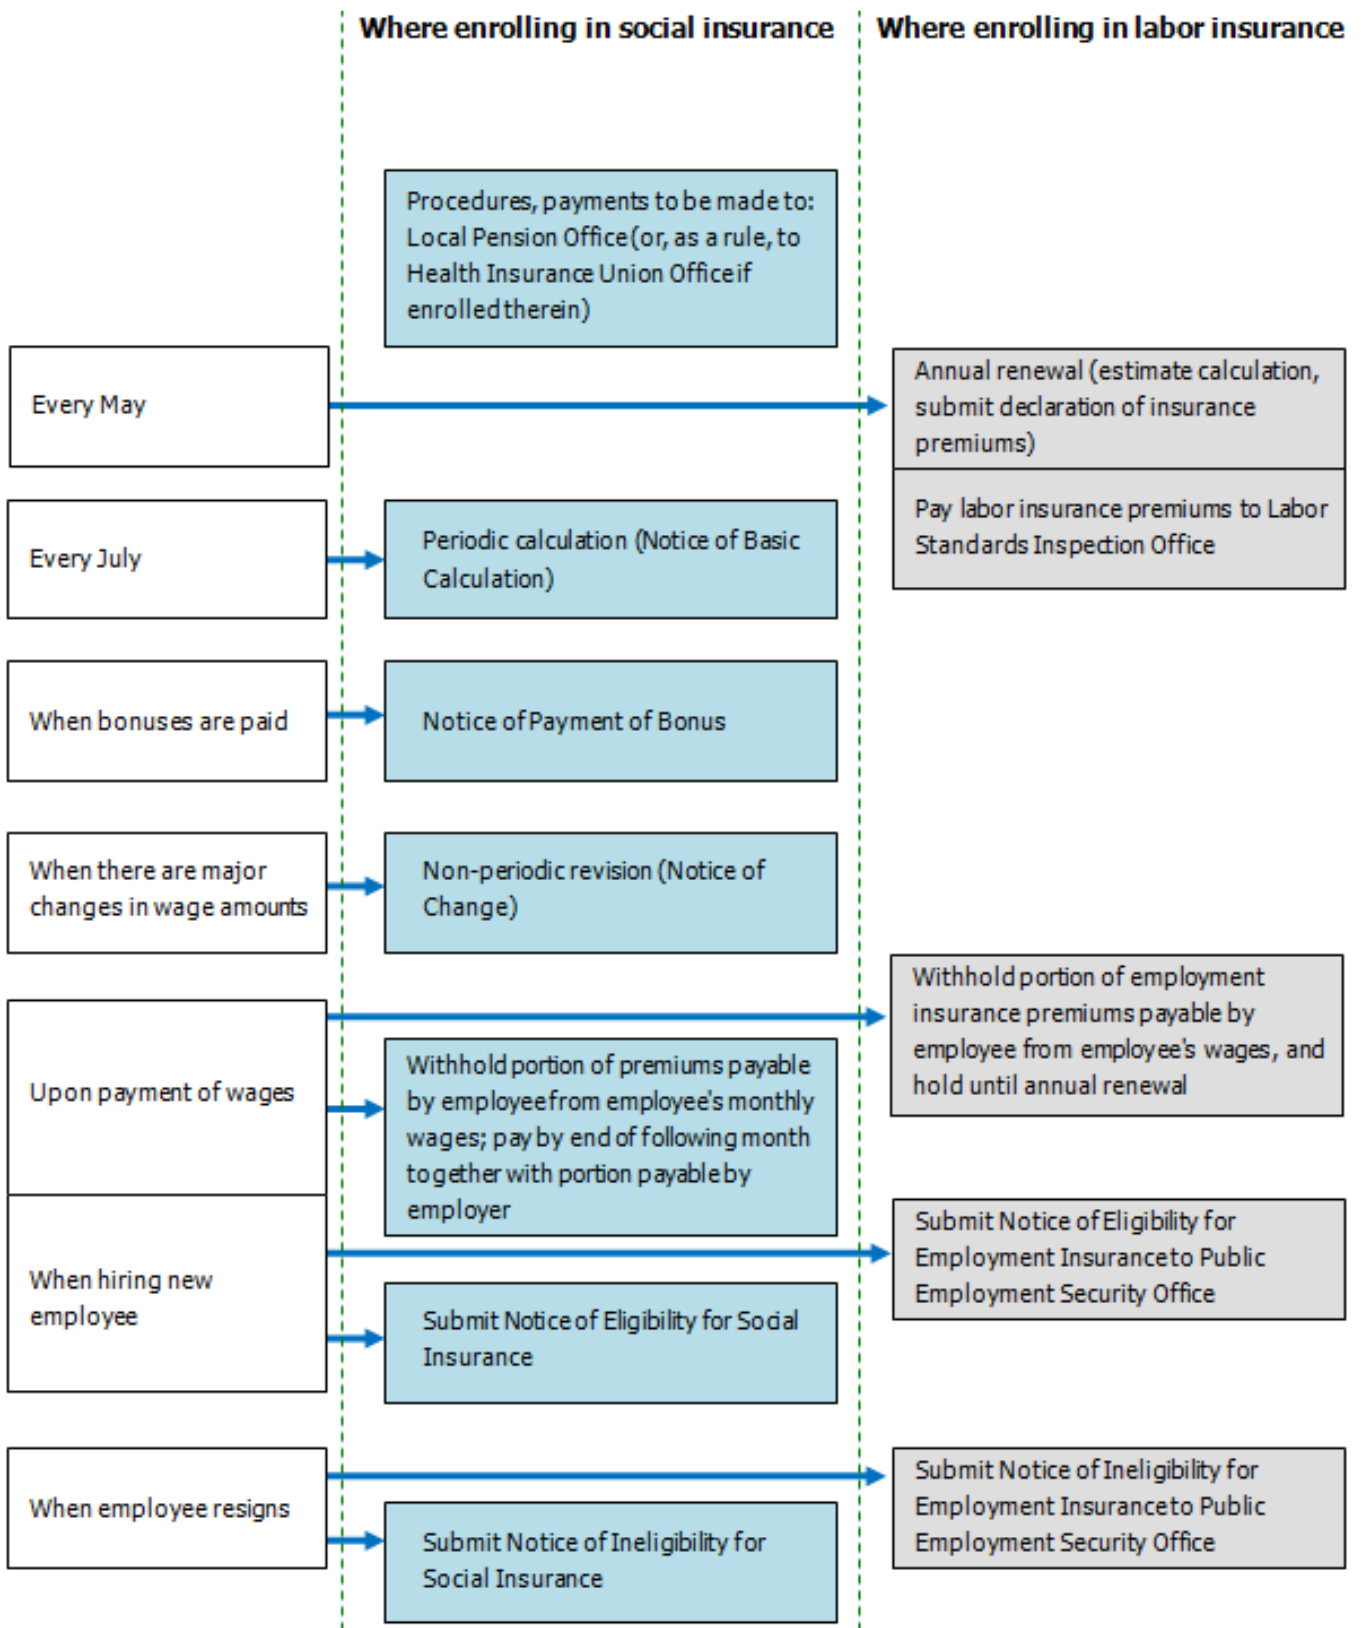 Where enrolling in social insurance
Where enrolling in labor insurance
Procedures, payments to be made to:
Local Pension Office (or, as a rule, to
Health Insurance Union Office if
enrolled therein)
Every May
Annual renewal (estimate calculation,
submit declaration of insurance
premiums)
Pay labor insurance premiums to Labor
Standards Inspection Office
Every July
Periodic calculation (Notice of Basic
Calculation)
When bonuses are paid
Notice of Payment of Bonus
When there are major
changes in wage amounts
Non-periodic revision (Notice of
Change)
Upon payment of wages
Withhold portion of premiums payable
by employee from employee's monthly
wages; pay by end of following month
together with portion payable by
employer
Withhold portion of employment
insurance premiums payable by
employee from employee's wages, and
hold until annual renewal
When hiring new
employee
Submit Notice of Eligibility for Social
Insurance
Submit Notice of Eligibility for
Employment Insurance to Public
Employment Security Office
When employee resigns
Submit Notice of Ineligibility for
Social Insurance
Submit Notice of Ineligibility for
Employment Insurance to Public
Employment Security Office